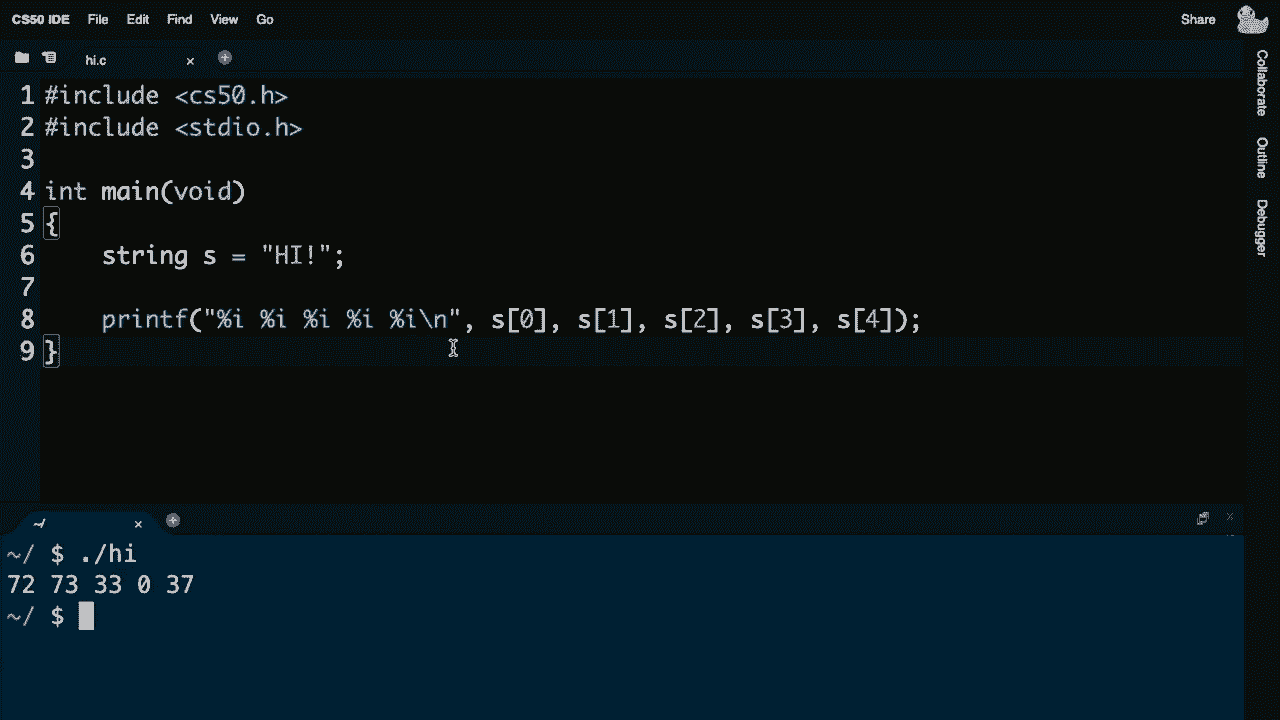 CS50 IDE File Edit Find View Go Share
hi.c
1 #include <cs50.h>
2 #include <stdio.h>
3
4 int main(void)
5 {
6     string s = "HI!";
7
8     printf("%i %i %i %i %i\n", s[0], s[1], s[2], s[3], s[4]);
9 }
Collaborate
Outline
Debugger
~/ $ ./hi
72 73 33 0 37
~/ $